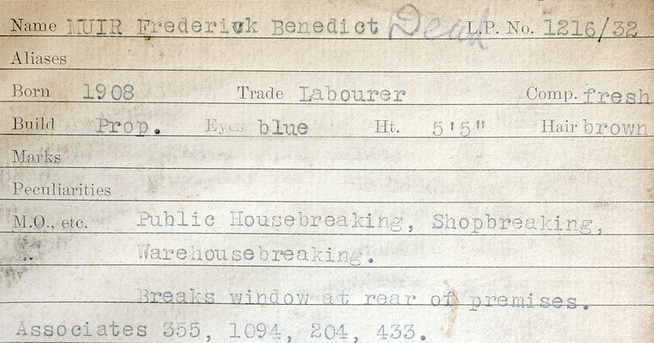 Name MUIR Frederick Benedict Dead L.P. No. 1216/32
Aliases
Born 1908 Trade Labourer Comp. fresh
Build Prop. Eyes blue Ht. 5'5" Hair brown
Marks
Peculiarities
M.O., etc. Public Housebreaking, Shopbreaking,
Warehousebreaking.
Breaks window at rear of premises.
Associates 355, 1094, 204, 433.